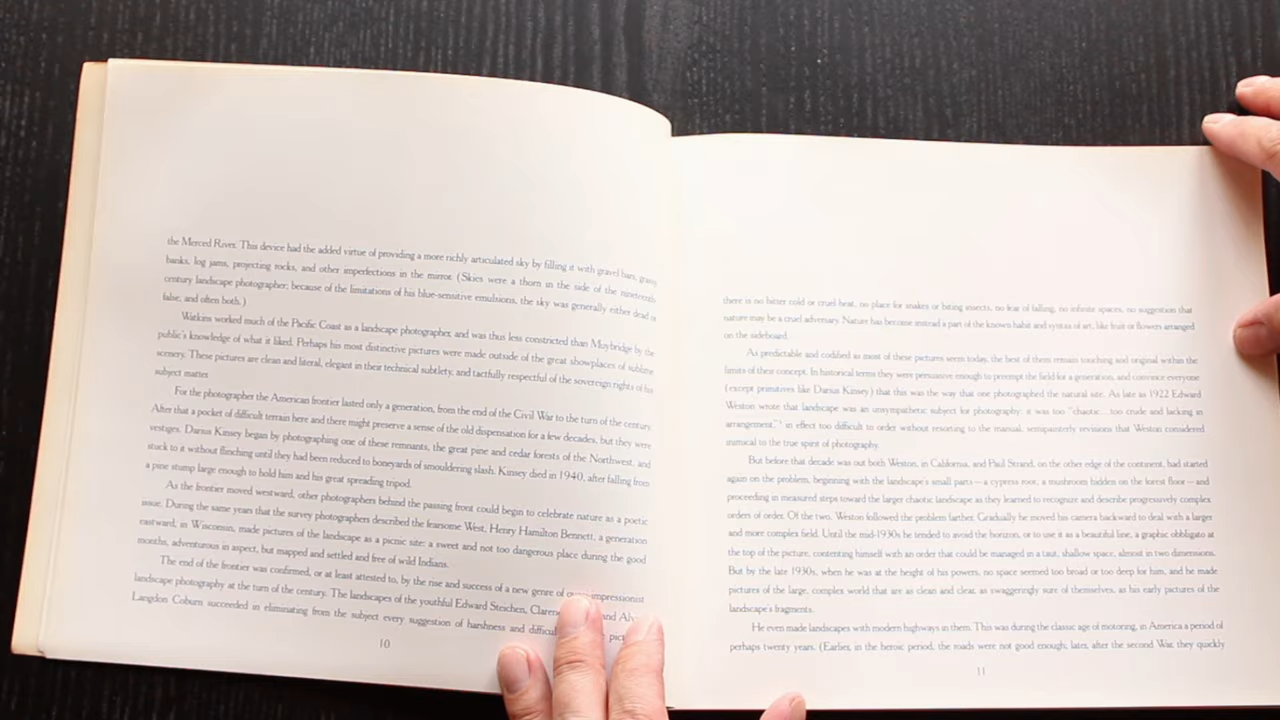 the Merced River. This device had the added virtue of providing a more richly articulated sky by filling it with gravel bars, grassy
banks, log jams, projecting rocks, and other imperfections in the mirror. (Skies were a thorn in the side of the nineteenth-
century landscape photographer; because of the limitations of his blue-sensitive emulsions, the sky was generally either dead or
false, and often both.)
Watkins worked much of the Pacific Coast as a landscape photographer, and was thus less constricted than Muybridge by the
public's knowledge of what it liked. Perhaps his most distinctive pictures were made outside of the great showplaces of sublime
scenery. These pictures are clean and literal, elegant in their technical subtlety, and tactfully respectful of the sovereign rights of his
subject matter.
For the photographer the American frontier lasted only a generation, from the end of the Civil War to the turn of the century.
After that a pocket of difficult terrain here and there might preserve a sense of the old dispensation for a few decades, but they were
vestiges. Darius Kinsey began by photographing one of these remnants, the great pine and cedar forests of the Northwest, and
stuck to it without flinching until they had been reduced to boneyards of smouldering slash. Kinsey died in 1940, after falling from
a pine stump large enough to hold him and his great spreading tripod.
As the frontier moved westward, other photographers behind the passing front could begin to celebrate nature as a poetic
issue. During the same years that the survey photographers described the fearsome West, Henry Hamilton Bennett, a generation
eastward, in Wisconsin, made pictures of the landscape as a picnic site: a sweet and not too dangerous place during the good
months, adventurous in aspect, but mapped and settled and free of wild Indians.
The end of the frontier was confirmed, or at least attested to, by the rise and success of a new genre of impressionist
landscape photography at the turn of the century. The landscapes of the youthful Edward Steichen, Claren and Alv
Langdon Coburn succeeded in eliminating from the subject every suggestion of harshness and difficul pic
10
there is no bitter cold or cruel heat, no place for snakes or biting insects, no fear of falling, no infinite spaces, no suggestion that
nature may be a cruel adversary. Nature has become instead a part of the known habit and syntax of art, like fruit or flowers arranged
on the sideboard.
As predictable and codified as most of these pictures seem today, the best of them remain touching and original within the
limits of their concept. In historical terms they were persuasive enough to preempt the field for a generation, and convince everyone
(except primitives like Darius Kinsey) that this was the way that one photographed the natural site. As late as 1922 Edward
Weston wrote that landscape was an unsympathetic subject for photography: it was too "chaotic...too crude and lacking in
arrangement," in effect too difficult to order without resorting to the manual, semipainterly revisions that Weston considered
inimical to the true spirit of photography.
But before that decade was out both Weston, in California, and Paul Strand, on the other edge of the continent, had started
again on the problem, beginning with the landscape's small parts—a cypress root, a mushroom hidden on the forest floor—and
proceeding in measured steps toward the larger chaotic landscape as they learned to recognize and describe progressively complex
orders of order. Of the two, Weston followed the problem farther. Gradually he moved his camera backward to deal with a larger
and more complex field. Until the mid-1930s he tended to avoid the horizon, or to use it as a beautiful line, a graphic obbligato at
the top of the picture, contenting himself with an order that could be managed in a taut, shallow space, almost in two dimensions.
But by the late 1930s, when he was at the height of his powers, no space seemed too broad or too deep for him, and he made
pictures of the large, complex world that are as clean and clear, as swaggeringly sure of themselves, as his early pictures of the
landscape's fragments.
He even made landscapes with modern highways in them. This was during the classic age of motoring, in America a period of
perhaps twenty years. (Earlier, in the heroic period, the roads were not good enough; later, after the second War, they quickly
11